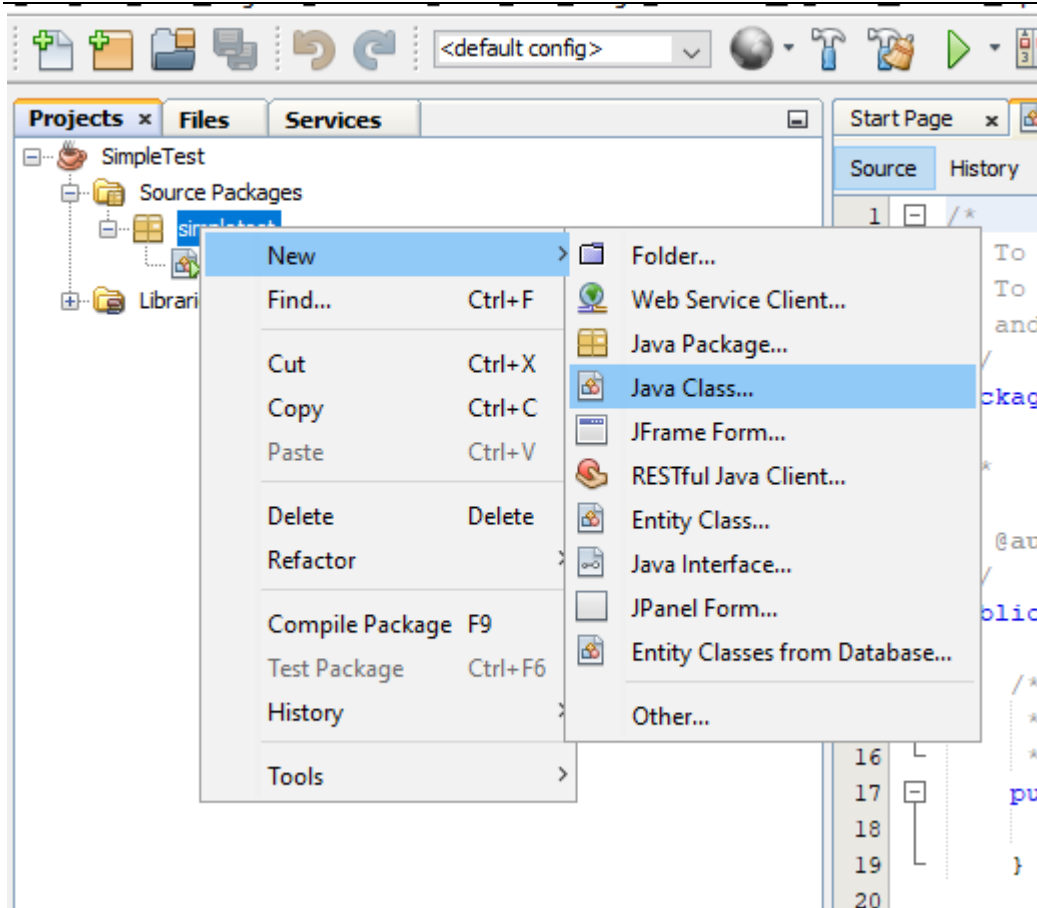 <default config>
Projects Files Services
Start Page
SimpleTest
Source History
Source Packages
1 /*
New
Find... Ctrl+F
Cut Ctrl+X
Copy Ctrl+C
Paste Ctrl+V
Delete Delete
Refactor
Compile Package F9
Test Package Ctrl+F6
History
Tools
Folder...
Web Service Client...
Java Package...
Java Class...
JFrame Form...
RESTful Java Client...
Entity Class...
Java Interface...
JPanel Form...
Entity Classes from Database...
Other...
To
To
/*
*
16 *
17
18
19 }
20